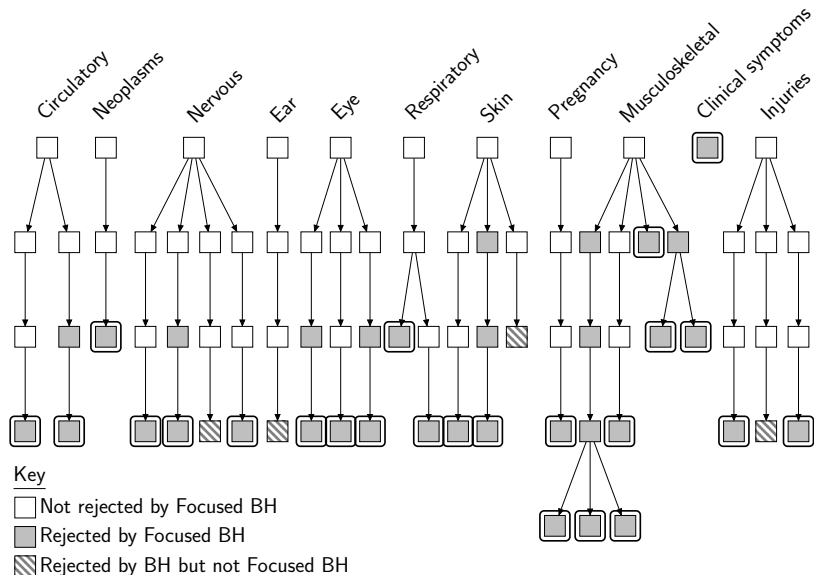 Circulatory
Neoplasms
Nervous
Ear
Eye
Respiratory
Skin
Pregnancy
Musculoskeletal
Clinical symptoms
Injuries
Key
Not rejected by Focused BH
Rejected by Focused BH
Rejected by BH but not Focused BH